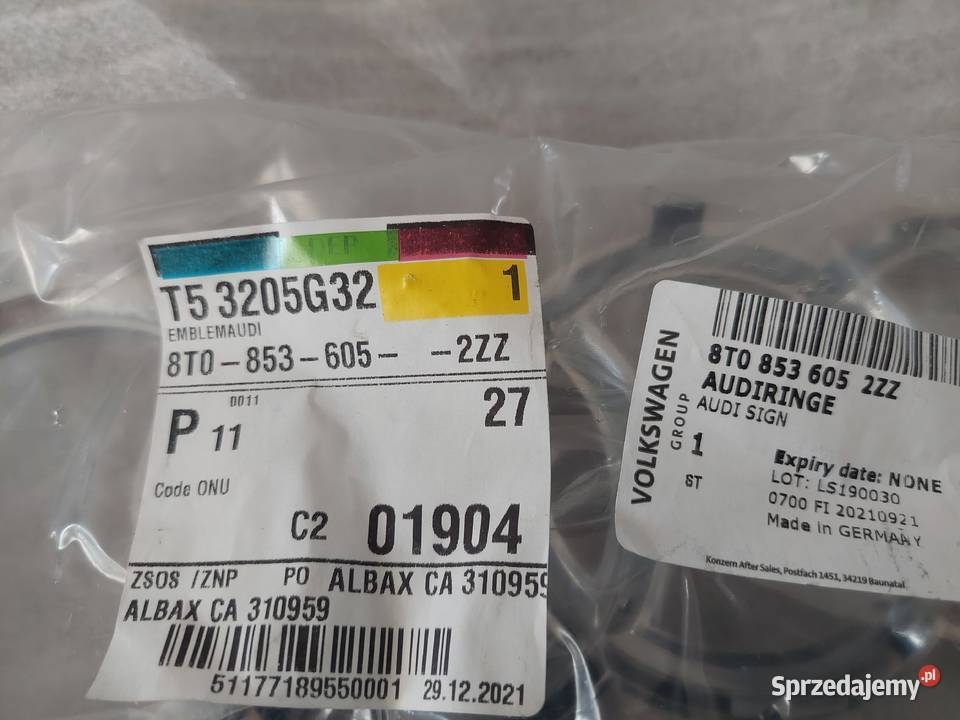 T5 3205G32
1
EMBLEMAUDI
8T0-853-605- -2ZZ
0011
27
P 11
Code ONU
C2 01904
ZSOS /ZNP PO ALBAX CA 310959
ALBAX CA 310959
51177189550001 29.12.2021
VOLKSWAGEN
GROUP
8T0 853 605 2ZZ
AUDIRINGE
AUDI SIGN
1
ST
Expiry date: NONE
LOT: LS190030
0700 FI 20210921
Made in GERMANY
Konzern After Sales, Postfach 1451, 34219 Baunatal
Sprzedajemy.pl